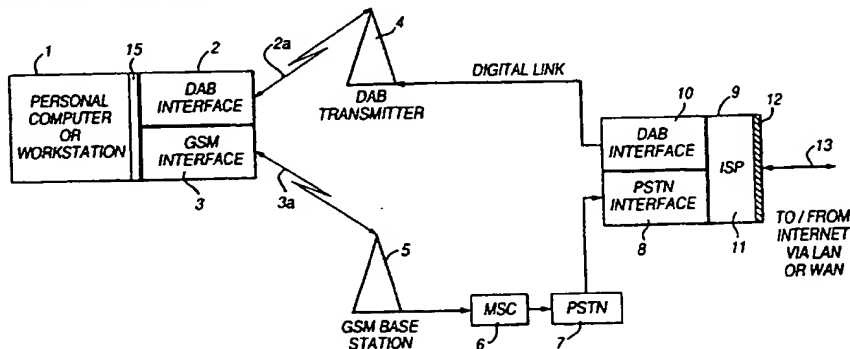 1
15
2
PERSONAL
COMPUTER
OR
WORKSTATION
DAB
INTERFACE
GSM
INTERFACE
3
2a
3a
4
DAB
TRANSMITTER
DIGITAL LINK
5
GSM BASE
STATION
MSC
6
PSTN
7
10
9
12
DAB
INTERFACE
PSTN
INTERFACE
8
ISP
11
13
TO / FROM
INTERNET
VIA LAN
OR WAN